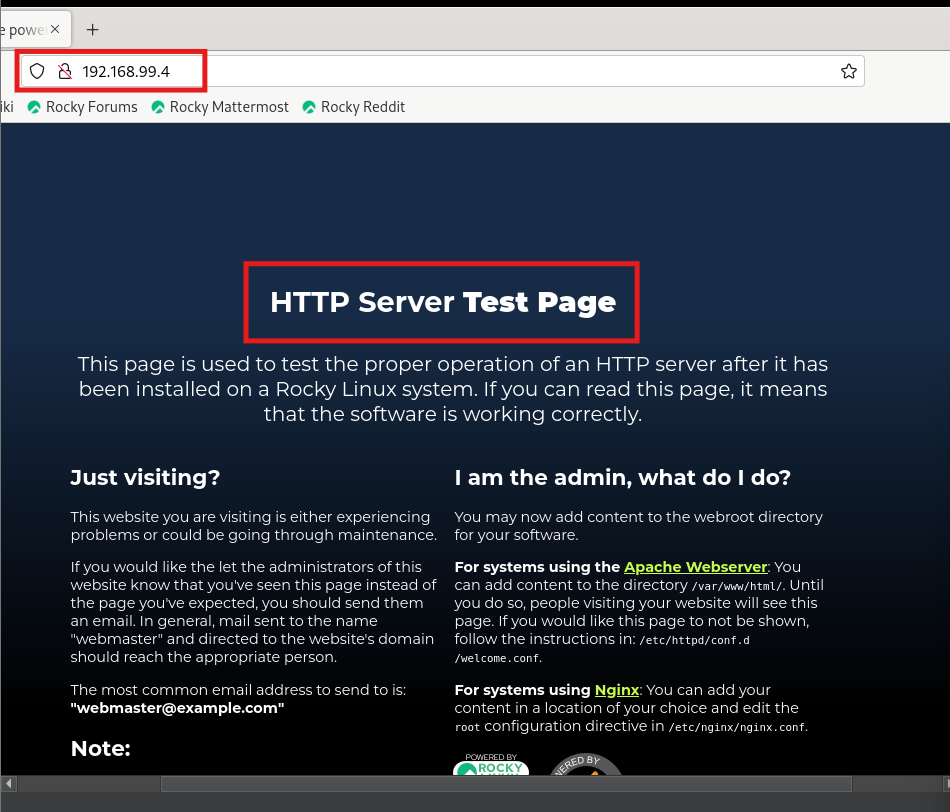 e powe
192.168.99.4
iki Rocky Forums Rocky Mattermost Rocky Reddit
HTTP Server Test Page
This page is used to test the proper operation of an HTTP server after it has
been installed on a Rocky Linux system. If you can read this page, it means
that the software is working correctly.
Just visiting?
This website you are visiting is either experiencing
problems or could be going through maintenance.
If you would like the let the administrators of this
website know that you've seen this page instead of
the page you've expected, you should send them
an email. In general, mail sent to the name
"webmaster" and directed to the website's domain
should reach the appropriate person.
The most common email address to send to is:
"webmaster@example.com"
Note:
I am the admin, what do I do?
You may now add content to the webroot directory
for your software.
For systems using the Apache Webserver: You
can add content to the directory /var/www/html/. Until
you do so, people visiting your website will see this
page. If you would like this page to not be shown,
follow the instructions in: /etc/httpd/conf.d
/welcome.conf.
For systems using Nginx: You can add your
content in a location of your choice and edit the
root configuration directive in /etc/nginx/nginx.conf.
POWERED BY
ROCKY
WERED BY